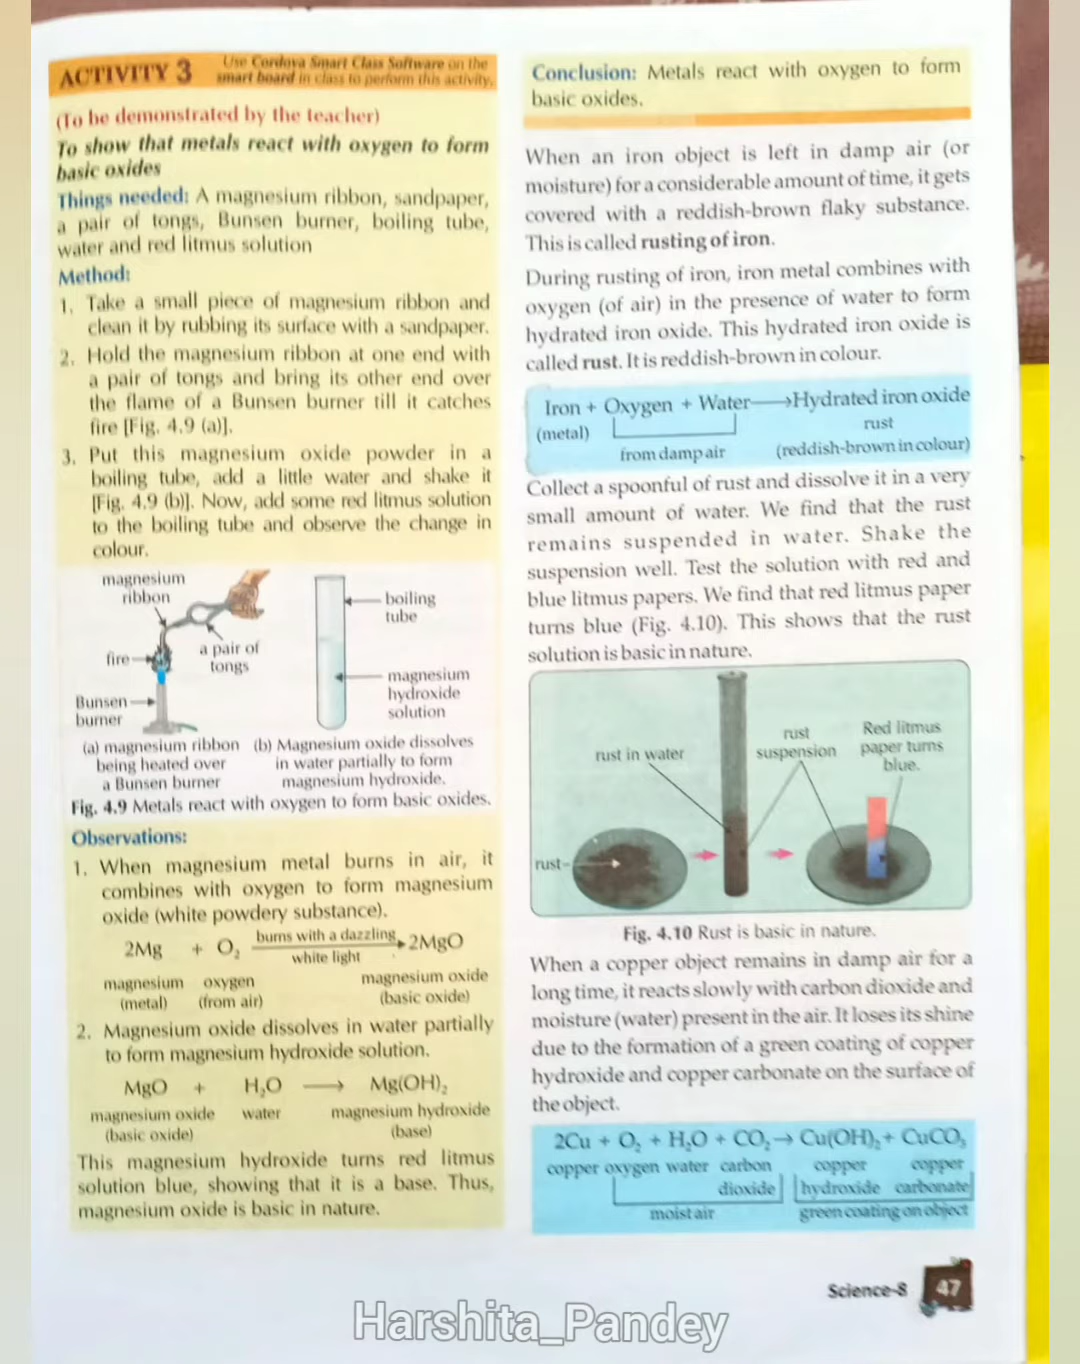 ACTIVITY 3
Use Cordova Smart Class Software on the
smart board in class to perform this activity.
(To be demonstrated by the teacher)
To show that metals react with oxygen to form
basic oxides
Things needed: A magnesium ribbon, sandpaper,
a pair of tongs, Bunsen burner, boiling tube,
water and red litmus solution
Method:
1. Take a small piece of magnesium ribbon and
clean it by rubbing its surface with a sandpaper.
2. Hold the magnesium ribbon at one end with
a pair of tongs and bring its other end over
the flame of a Bunsen burner till it catches
fire [Fig. 4.9 (a)].
3. Put this magnesium oxide powder in a
boiling tube, add a little water and shake it
[Fig. 4.9 (b)]. Now, add some red litmus solution
to the boiling tube and observe the change in
colour.
magnesium
ribbon
fire
a pair of
tongs
Bunsen
burner
boiling
tube
magnesium
hydroxide
solution
(a) magnesium ribbon
being heated over
a Bunsen burner
(b) Magnesium oxide dissolves
in water partially to form
magnesium hydroxide.
Fig. 4.9 Metals react with oxygen to form basic oxides.
Observations:
1. When magnesium metal burns in air, it
combines with oxygen to form magnesium
oxide (white powdery substance).
2Mg + O₂ burns with a dazzling white light → 2MgO
magnesium oxygen magnesium oxide
(metal) (from air) (basic oxide)
2. Magnesium oxide dissolves in water partially
to form magnesium hydroxide solution.
MgO + H₂O ⟶ Mg(OH)₂
magnesium oxide water magnesium hydroxide
(basic oxide) (base)
This magnesium hydroxide turns red litmus
solution blue, showing that it is a base. Thus,
magnesium oxide is basic in nature.
Conclusion: Metals react with oxygen to form
basic oxides.
When an iron object is left in damp air (or
moisture) for a considerable amount of time, it gets
covered with a reddish-brown flaky substance.
This is called rusting of iron.
During rusting of iron, iron metal combines with
oxygen (of air) in the presence of water to form
hydrated iron oxide. This hydrated iron oxide is
called rust. It is reddish-brown in colour.
Iron + Oxygen + Water ⟶ Hydrated iron oxide
(metal) rust
from damp air (reddish-brown in colour)
Collect a spoonful of rust and dissolve it in a very
small amount of water. We find that the rust
remains suspended in water. Shake the
suspension well. Test the solution with red and
blue litmus papers. We find that red litmus paper
turns blue (Fig. 4.10). This shows that the rust
solution is basic in nature.
rust in water
rust
suspension
Red litmus
paper turns
blue.
rust
Fig. 4.10 Rust is basic in nature.
When a copper object remains in damp air for a
long time, it reacts slowly with carbon dioxide and
moisture (water) present in the air. It loses its shine
due to the formation of a green coating of copper
hydroxide and copper carbonate on the surface of
the object.
2Cu + O₂ + H₂O + CO₂ → Cu(OH)₂ + CuCO₃
copper oxygen water carbon copper copper
dioxide hydroxide carbonate
moist air green coating on object
Science-8 47
Harshita_Pandey